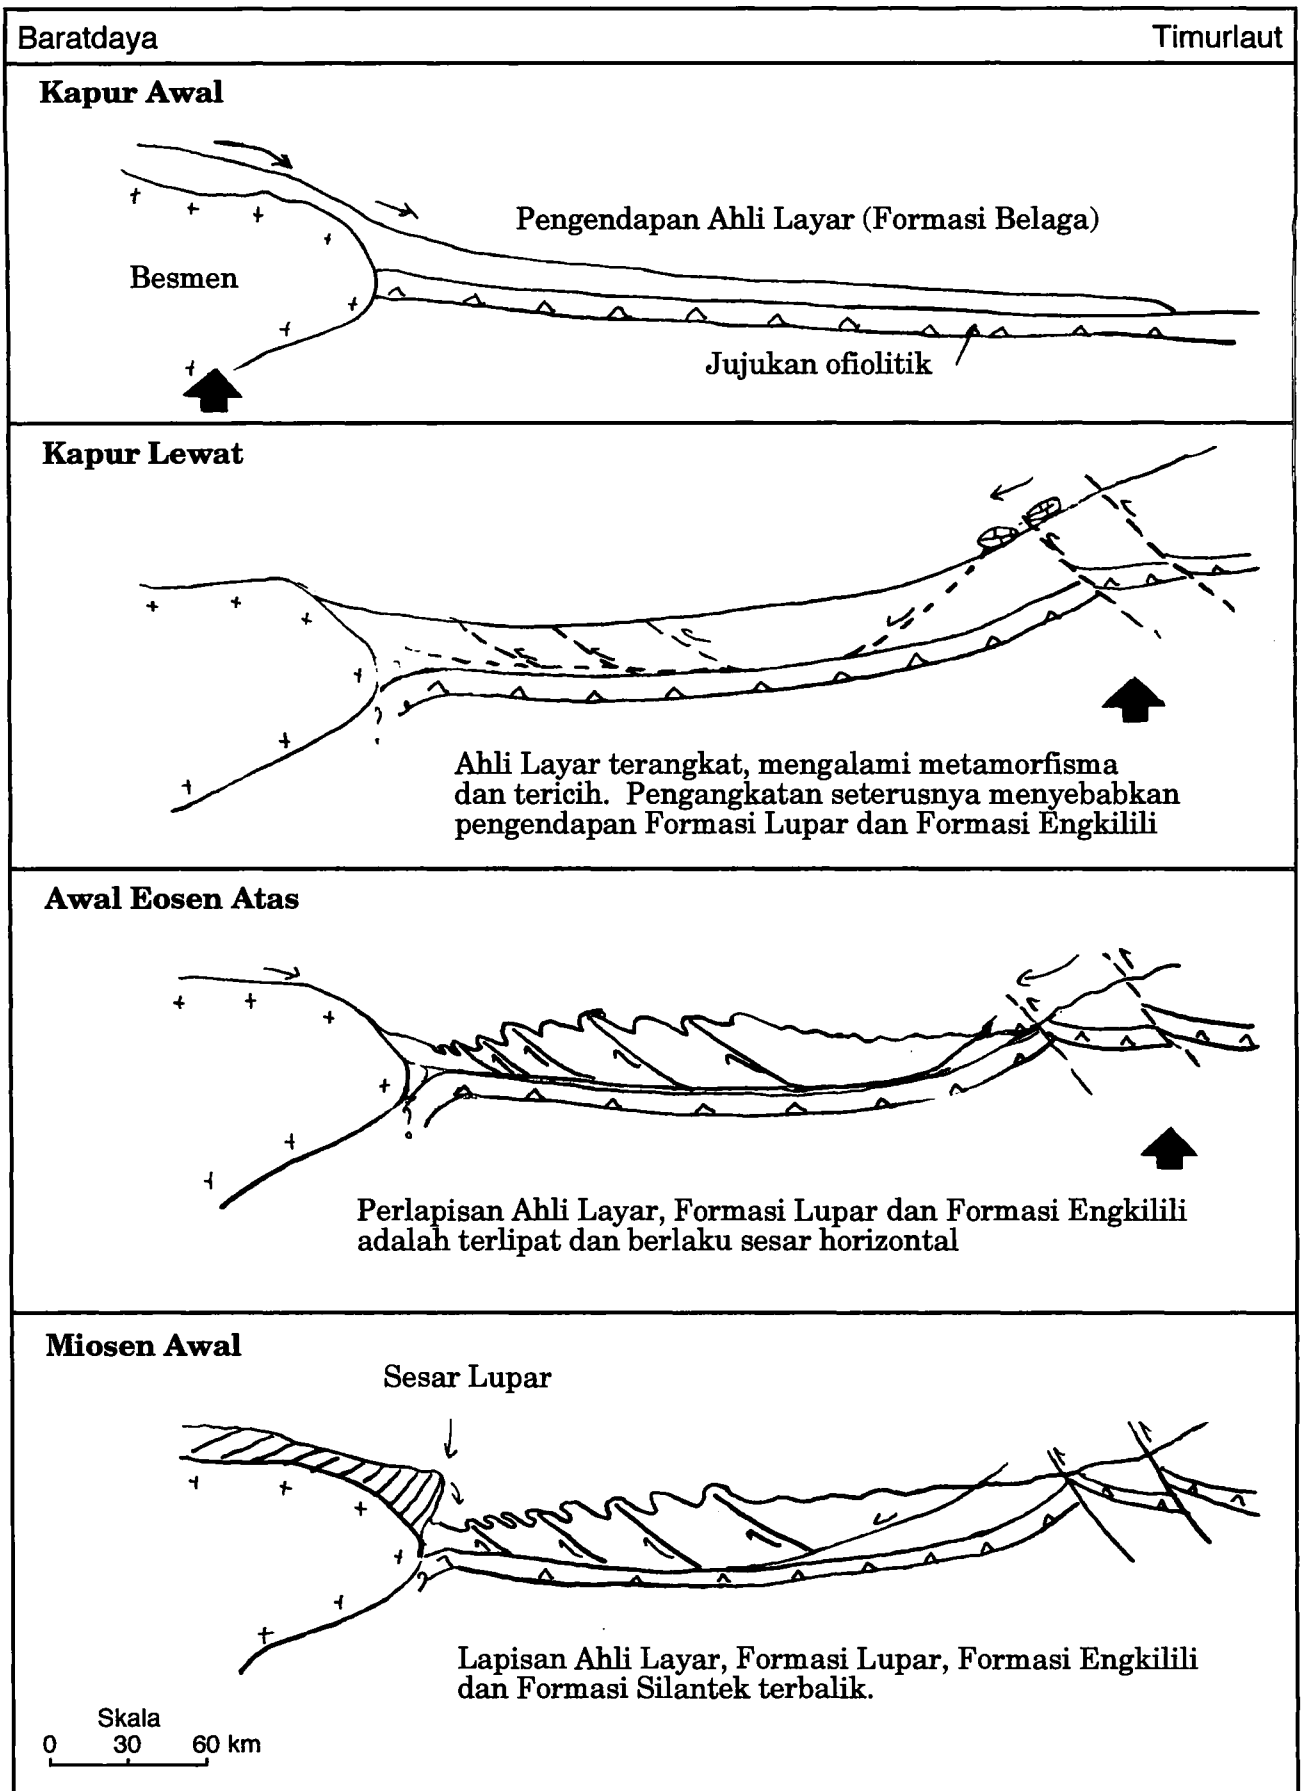 Baratdaya
Timurlaut
Kapur Awal
Pengendapan Ahli Layar (Formasi Belaga)
Besmen
Jujukan ofiolitik
Kapur Lewat
Ahli Layar terangkat, mengalami metamorfisma
dan tericih. Pengangkatan seterusnya menyebabkan
pengendapan Formasi Lupar dan Formasi Engkilili
Awal Eosen Atas
Perlapisan Ahli Layar, Formasi Lupar dan Formasi Engkilili
adalah terlipat dan berlaku sesar horizontal
Miosen Awal
Sesar Lupar
Lapisan Ahli Layar, Formasi Lupar, Formasi Engkilili
dan Formasi Silantek terbalik.
Skala
0 30 60 km